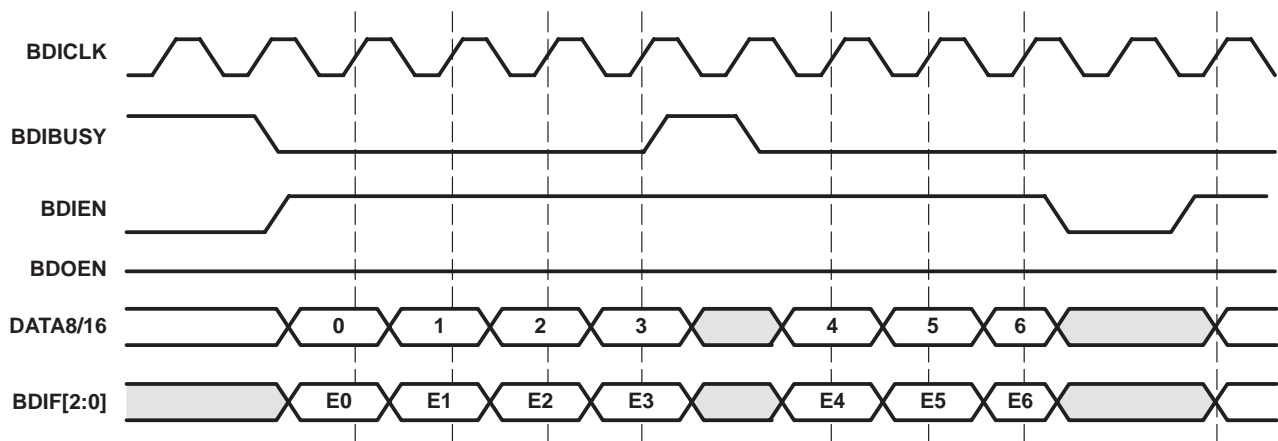 BDICLK
BDIBUSY
BDIEN
BDOEN
DATA8/16 0 1 2 3 4 5 6
BDIF[2:0] E0 E1 E2 E3 E4 E5 E6